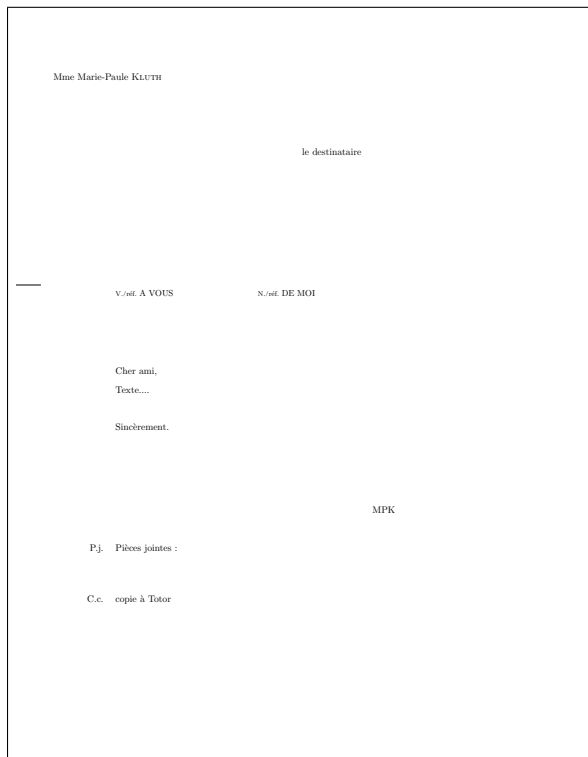 Mme Marie-Paule KLUTH
le destinataire
V./réf. A VOUS N./réf. DE MOI
Cher ami,
Texte....
Sincèrement.
MPK
P.j. Pièces jointes :
C.c. copie à Totor